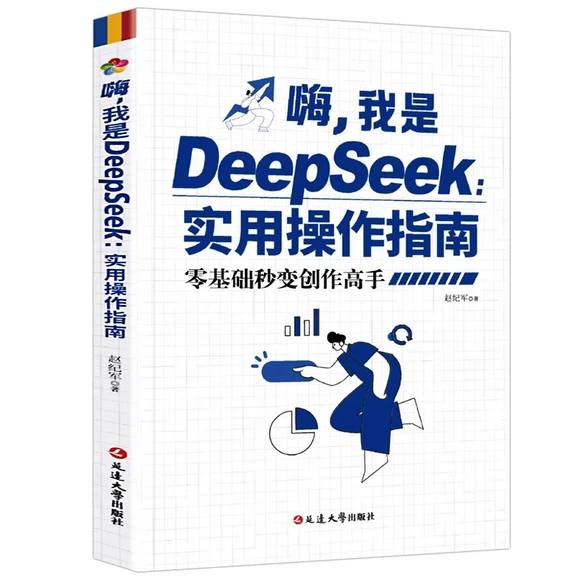 嗨,我是
DeepSeek:
实用操作指南
零基础秒变创作高手
赵纪军◎著
延边大學出版社
嗨,我是DeepSeek:实用操作指南
赵纪军◎著
延边大學出版社